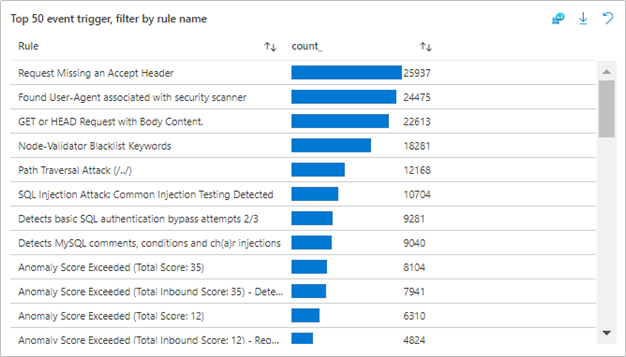 Top 50 event trigger, filter by rule name
Rule count_
Request Missing an Accept Header 25937
Found User-Agent associated with security scanner 24475
GET or HEAD Request with Body Content. 22613
Node-Validator Blacklist Keywords 18281
Path Traversal Attack (/../) 12168
SQL Injection Attack: Common Injection Testing Detected 10704
Detects basic SQL authentication bypass attempts 2/3 9281
Detects MySQL comments, conditions and ch(a)r injections 9040
Anomaly Score Exceeded (Total Score: 35) 8104
Anomaly Score Exceeded (Total Inbound Score: 35) - Dete... 7941
Anomaly Score Exceeded (Total Score: 12) 6310
Anomaly Score Exceeded (Total Inbound Score: 12) - Req... 4824